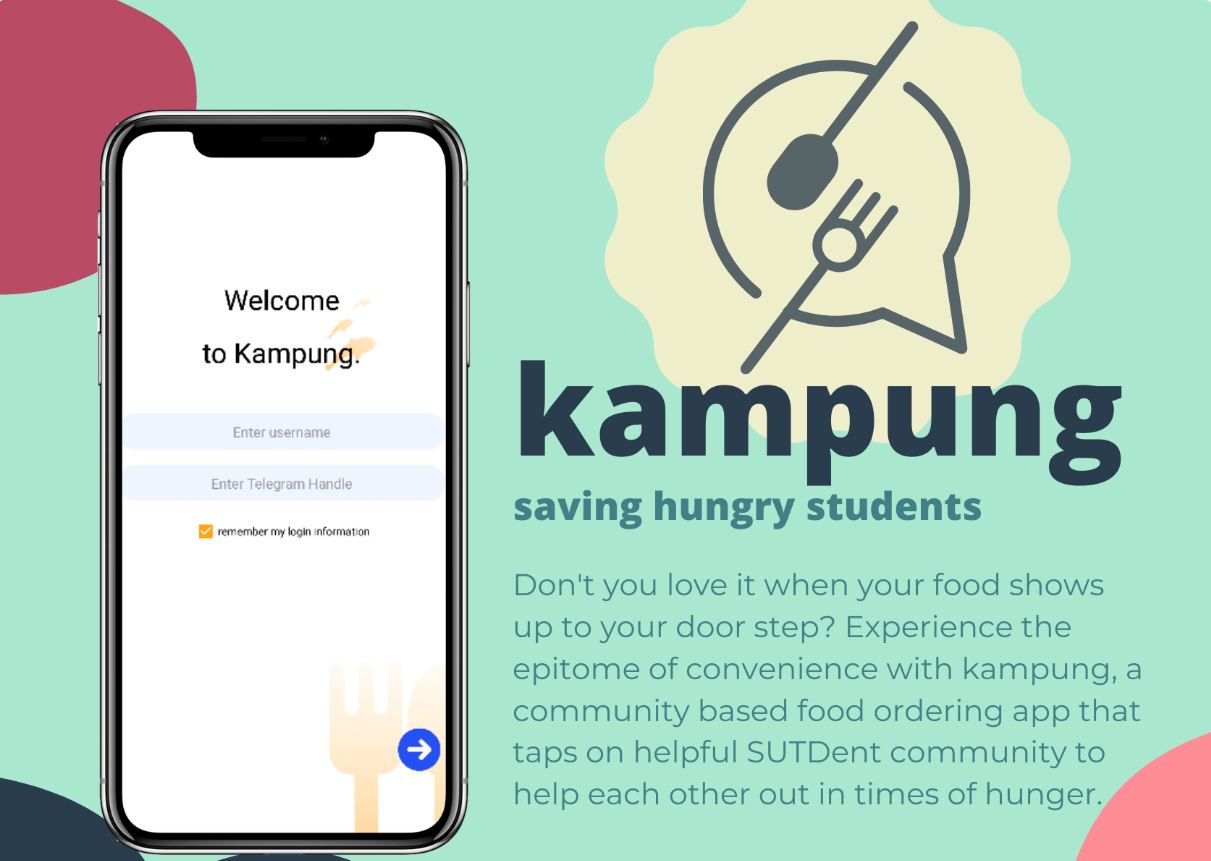 Welcome
to Kampung.
Enter username
Enter Telegram Handle
remember my login information
kampung
saving hungry students
Don't you love it when your food shows
up to your door step? Experience the
epitome of convenience with kampung, a
community based food ordering app that
taps on helpful SUTDent community to
help each other out in times of hunger.